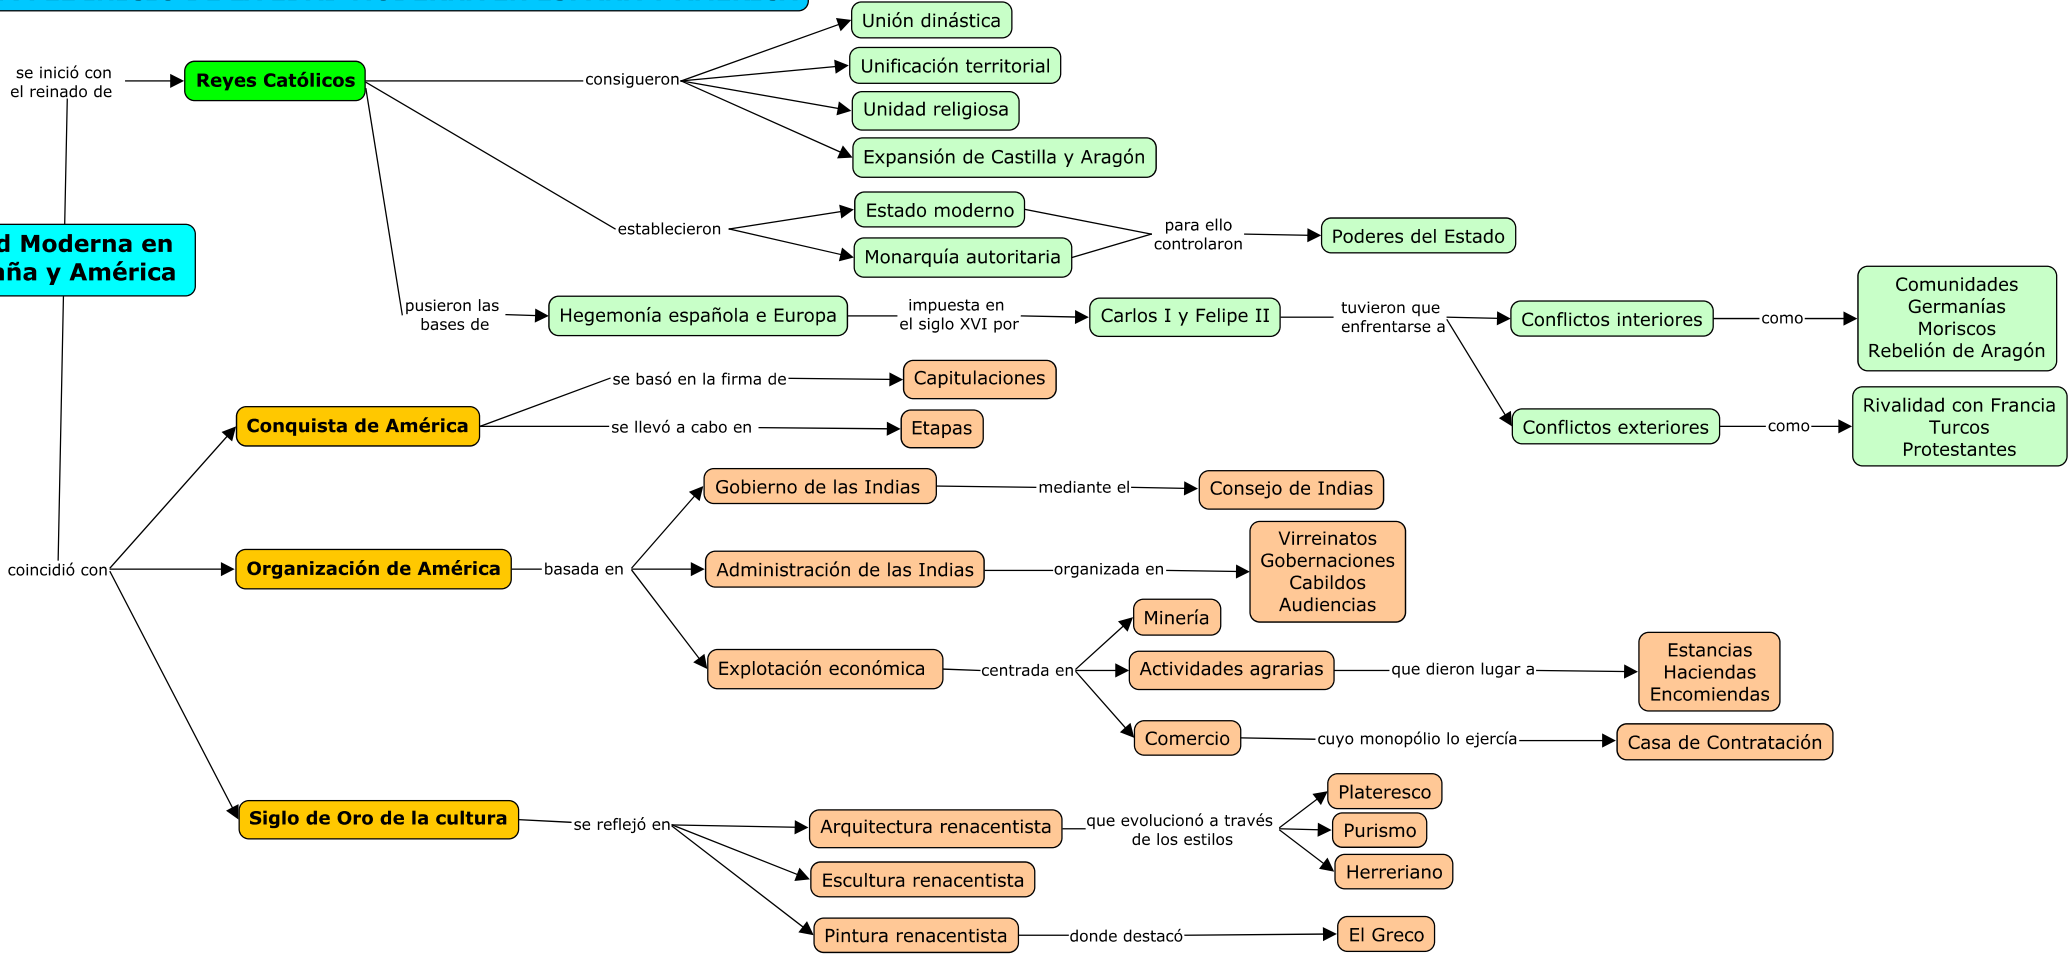 se inició con
el reinado de
Reyes Católicos
consigueron
Unión dinástica
Unificación territorial
Unidad religiosa
Expansión de Castilla y Aragón
establecieron
Estado moderno
Monarquía autoritaria
para ello
controlaron
Poderes del Estado
pusieron las
bases de
Hegemonía española e Europa
impuesta en
el siglo XVI por
Carlos I y Felipe II
tuvieron que
enfrentarse a
Conflictos interiores
como
Comunidades
Germanías
Moriscos
Rebelión de Aragón
Conflictos exteriores
como
Rivalidad con Francia
Turcos
Protestantes
Moderna en
y América
coincidió con
Conquista de América
se basó en la firma de
Capitulaciones
se llevó a cabo en
Etapas
Organización de América
basada en
Gobierno de las Indias
mediante el
Consejo de Indias
Administración de las Indias
organizada en
Virreinatos
Gobernaciones
Cabildos
Audiencias
Explotación económica
centrada en
Minería
Actividades agrarias
que dieron lugar a
Estancias
Haciendas
Encomiendas
Comercio
cuyo monopólio lo ejercía
Casa de Contratación
Siglo de Oro de la cultura
se reflejó en
Arquitectura renacentista
que evolucionó a través
de los estilos
Plateresco
Purismo
Herreriano
Escultura renacentista
Pintura renacentista
donde destacó
El Greco